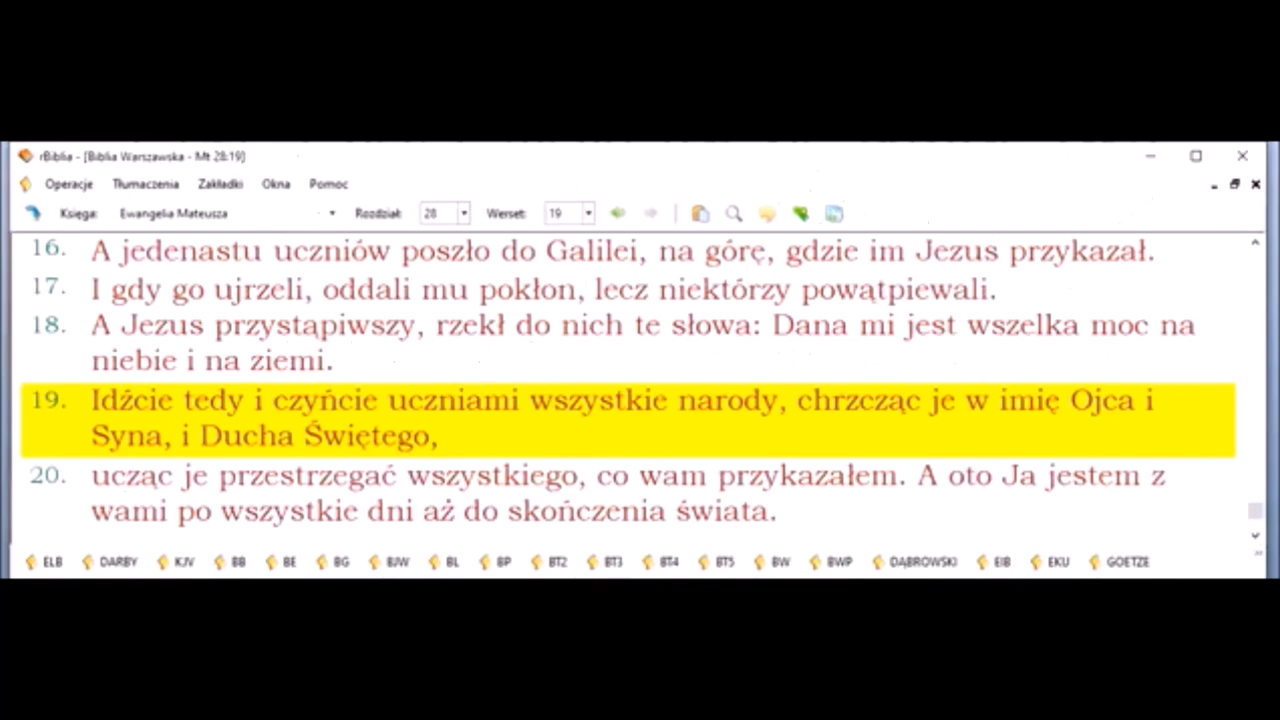 rBiblia - [Biblia Warszawska - Mt 28:19]
Operacje Tłumaczenia Zakładki Okna Pomoc
Księga: Ewangelia Mateusza Rozdział: 28 Werset: 19
16. A jedenastu uczniów poszło do Galilei, na górę, gdzie im Jezus przykazał.
17. I gdy go ujrzeli, oddali mu pokłon, lecz niektórzy powątpiewali.
18. A Jezus przystąpiwszy, rzekł do nich te słowa: Dana mi jest wszelka moc na
niebie i na ziemi.
19. Idźcie tedy i czyńcie uczniami wszystkie narody, chrzcząc je w imię Ojca i
Syna, i Ducha Świętego,
20. ucząc je przestrzegać wszystkiego, co wam przykazałem. A oto Ja jestem z
wami po wszystkie dni aż do skończenia świata.
ELB DARBY KJV BB BE BG BJW BL BP BT2 BT3 BT4 BT5 BW BWP DĄBROWSKI EIB EKU GOETZE